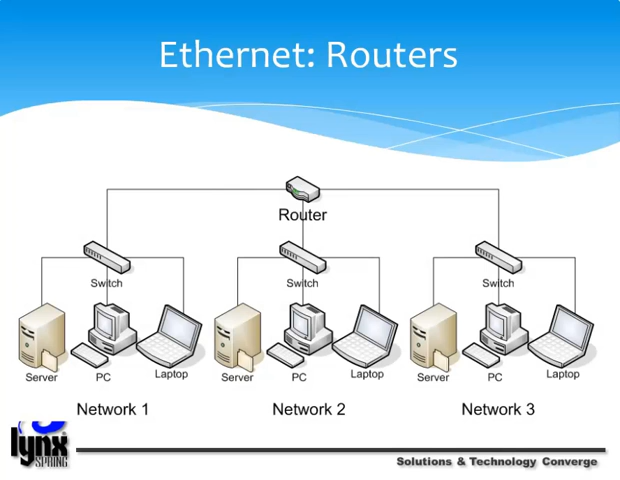 Ethernet: Routers
Router
Switch Switch Switch
Server PC Laptop Server PC Laptop Server PC Laptop
Network 1 Network 2 Network 3
lynx
SPRING
Solutions & Technology Converge